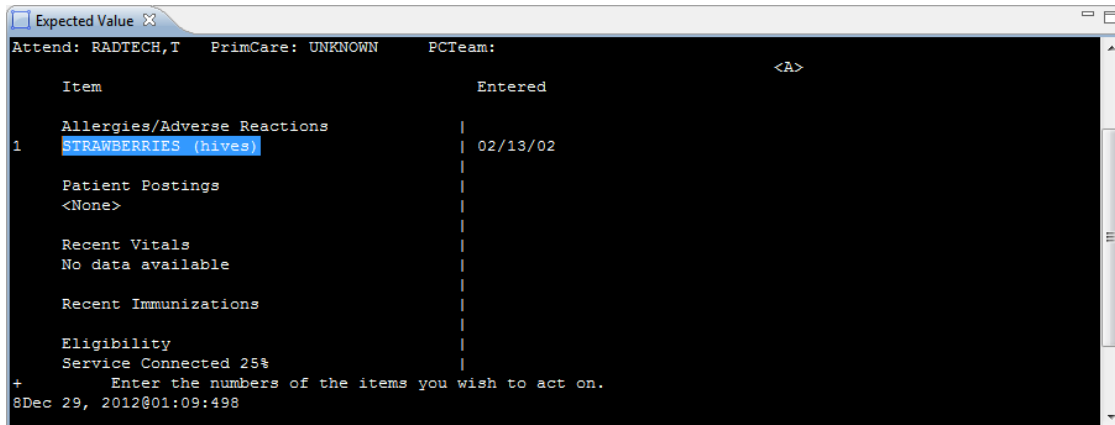 Expected Value
Attend: RADTECH,T PrimCare: UNKNOWN PCTeam:
<A>
Item Entered
Allergies/Adverse Reactions |
1 STRAWBERRIES (hives) | 02/13/02
|
Patient Postings |
<None> |
|
Recent Vitals |
No data available |
|
Recent Immunizations |
|
Eligibility |
Service Connected 25% |
+ Enter the numbers of the items you wish to act on.
8Dec 29, 2012@01:09:498